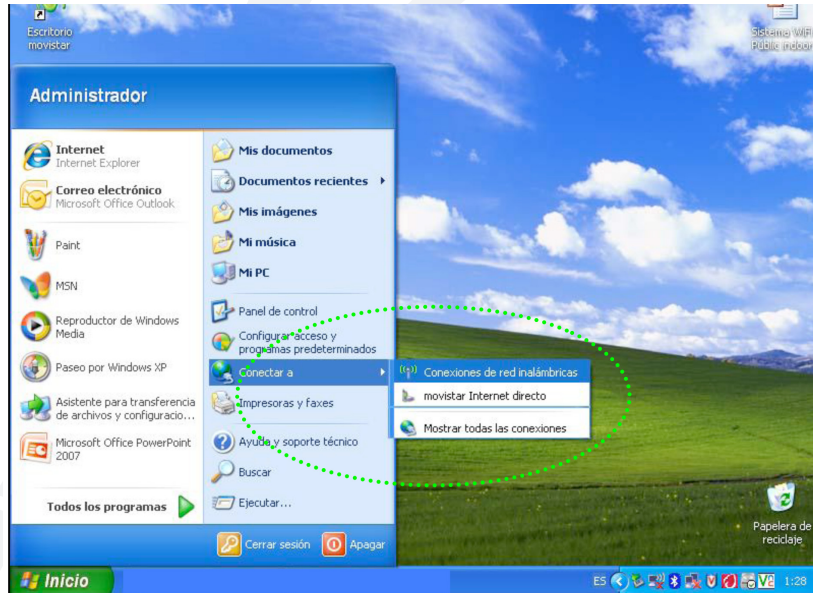 Escritorio
movistar
Sistema WiFi
Public indoor
Administrador
Internet
Internet Explorer
Correo electrónico
Microsoft Office Outlook
Paint
MSN
Reproductor de Windows
Media
Paseo por Windows XP
Asistente para transferencia
de archivos y configuracio...
Microsoft Office PowerPoint
2007
Todos los programas
Mis documentos
Documentos recientes
Mis imágenes
Mi música
Mi PC
Panel de control
Configurar acceso y
programas predeterminados
Conectar a
Impresoras y faxes
Ayuda y soporte técnico
Buscar
Ejecutar...
Conexiones de red inalámbricas
movistar Internet directo
Mostrar todas las conexiones
Cerrar sesión
Apagar
Papelera de
reciclaje
Inicio
ES
1:28